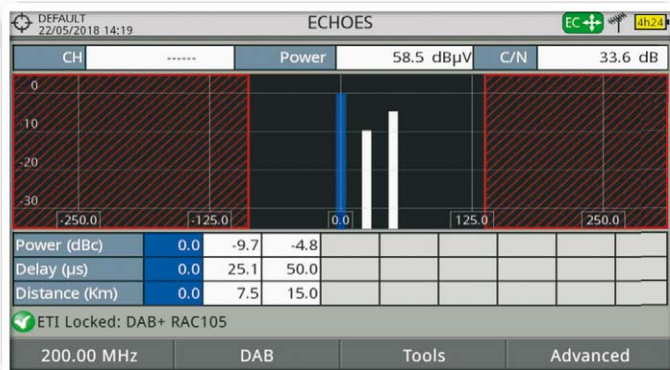 DEFAULT
22/05/2018 14:19
ECHOES
EC
4h24
CH ------ Power 58.5 dBµV C/N 33.6 dB
0
-10
-20
-30
-250.0 -125.0 0.0 125.0 250.0
Power (dBc) 0.0 -9.7 -4.8
Delay (µs) 0.0 25.1 50.0
Distance (Km) 0.0 7.5 15.0
ETI Locked: DAB+ RAC105
200.00 MHz DAB Tools Advanced